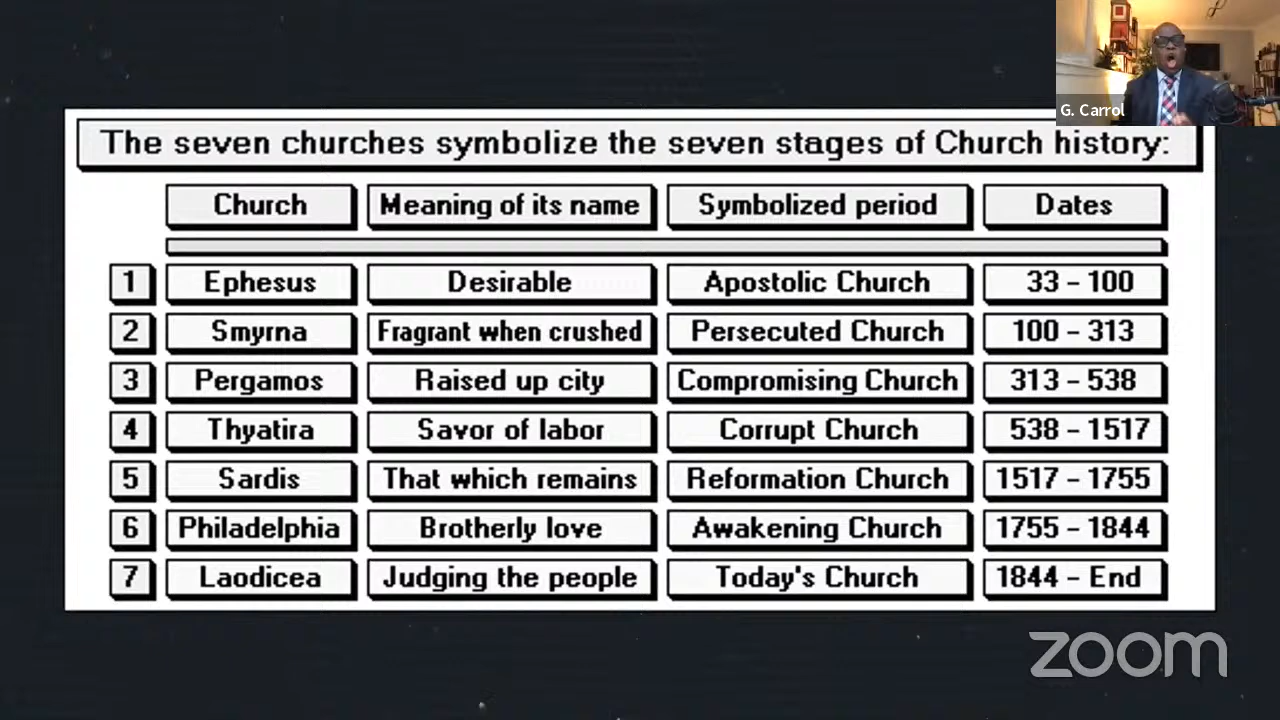 G. Carrol
The seven churches symbolize the seven stages of Church history:
Church Meaning of its name Symbolized period Dates
1 Ephesus Desirable Apostolic Church 33 - 100
2 Smyrna Fragrant when crushed Persecuted Church 100 - 313
3 Pergamos Raised up city Compromising Church 313 - 538
4 Thyatira Savor of labor Corrupt Church 538 - 1517
5 Sardis That which remains Reformation Church 1517 - 1755
6 Philadelphia Brotherly love Awakening Church 1755 - 1844
7 Laodicea Judging the people Today's Church 1844 - End
zoom